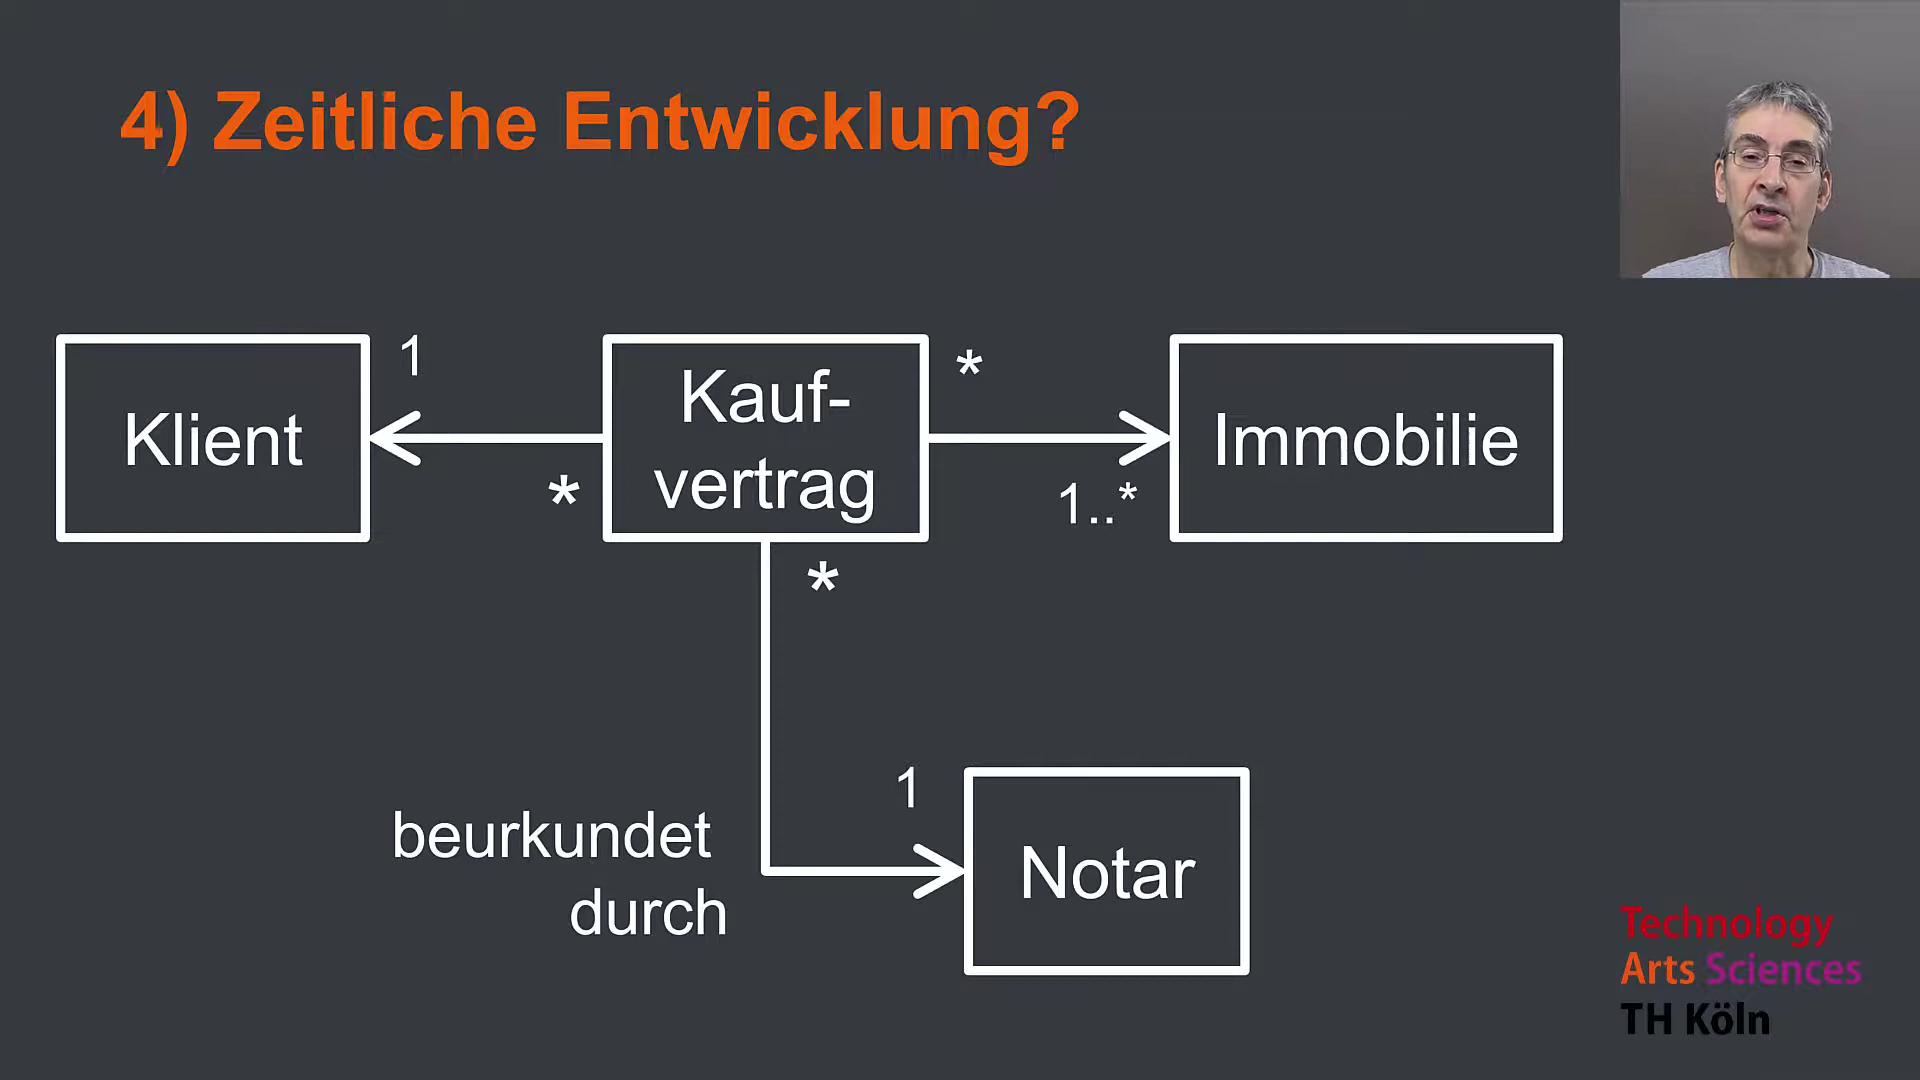 4) Zeitliche Entwicklung?
Klient
1
*
Kauf-
vertrag
*
1..*
Immobilie
*
beurkundet
durch
1
Notar
Technology
Arts Sciences
TH Köln